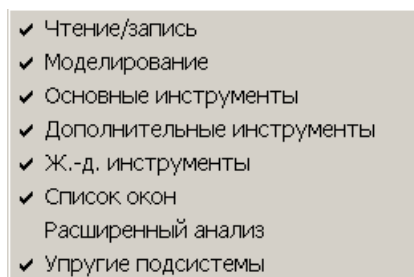 Чтение/запись
Моделирование
Основные инструменты
Дополнительные инструменты
Ж.-д. инструменты
Список окон
Расширенный анализ
Упругие подсистемы